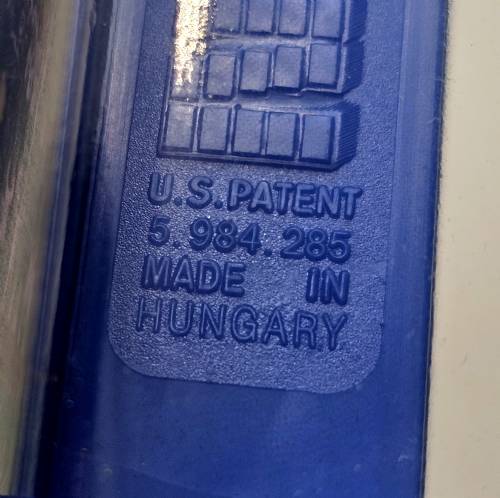 U.S.PATENT
5.984.285
MADE IN
HUNGARY